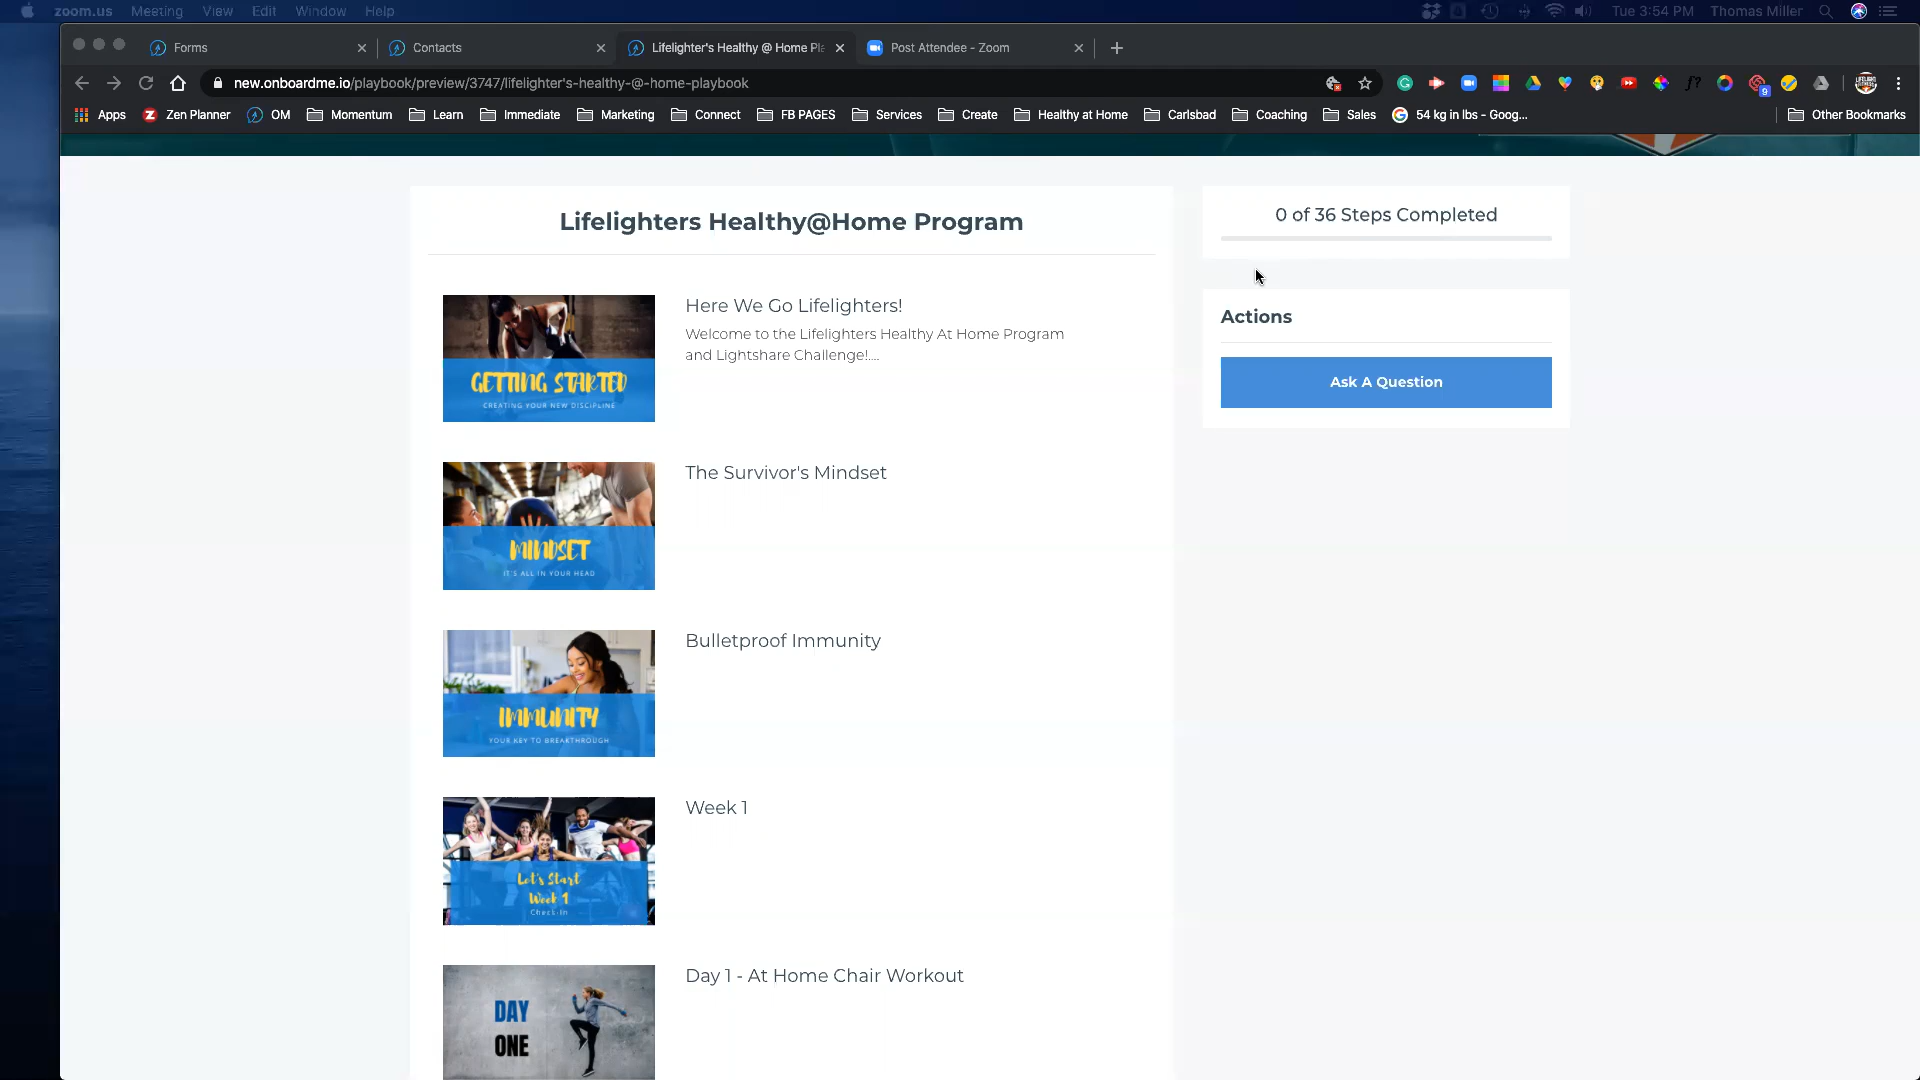 zoom.us Meeting View Edit Window Help Tue 3:54 PM Thomas Miller
Forms Contacts Lifelighter's Healthy @ Home Pla Post Attendee - Zoom
new.onboardme.io/playbook/preview/3747/lifelighter's-healthy-@-home-playbook
Apps Zen Planner OM Momentum Learn Immediate Marketing Connect FB PAGES Services Create Healthy at Home Carlsbad Coaching Sales 54 kg in lbs - Goog... Other Bookmarks
Lifelighters Healthy@Home Program
0 of 36 Steps Completed
Actions
Ask A Question
GETTING STARTED
CREATING YOUR NEW DISCIPLINE
Here We Go Lifelighters!
Welcome to the Lifelighters Healthy At Home Program
and Lightshare Challenge!....
MINDSET
IT'S ALL IN YOUR HEAD
The Survivor's Mindset
IMMUNITY
YOUR KEY TO BREAKTHROUGH
Bulletproof Immunity
Let's Start
Week 1
Check-In
Week 1
DAY
ONE
Day 1 - At Home Chair Workout